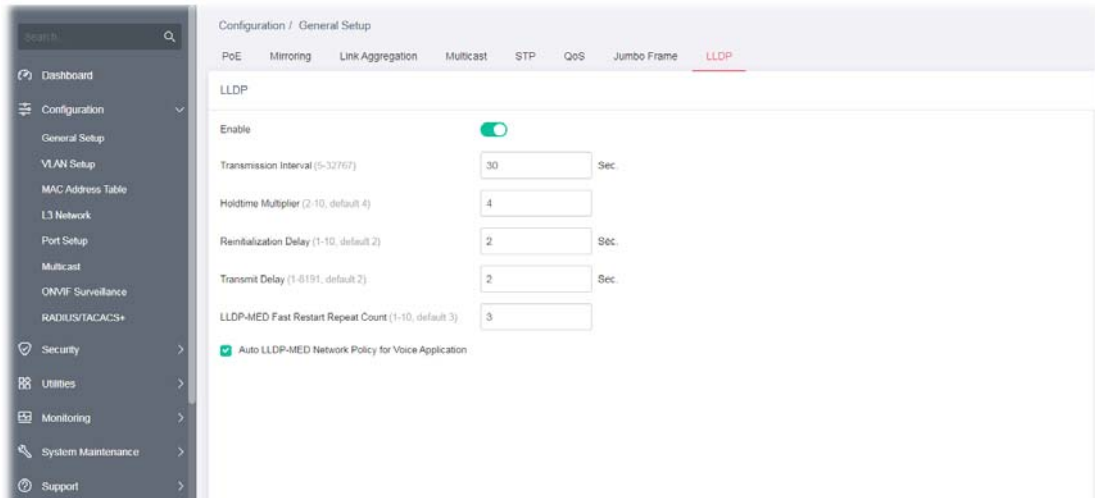 Search.
Dashboard
Configuration
General Setup
VLAN Setup
MAC Address Table
L3 Network
Port Setup
Multicast
ONVIF Surveillance
RADIUS/TACACS+
Security
Utilities
Monitoring
System Maintenance
Support
Configuration / General Setup
PoE Mirroring Link Aggregation Multicast STP QoS Jumbo Frame LLDP
LLDP
Enable
Transmission Interval (5-32767) 30 Sec.
Holdtime Multiplier (2-10, default 4) 4
Reinitialization Delay (1-10, default 2) 2 Sec.
Transmit Delay (1-8191, default 2) 2 Sec.
LLDP-MED Fast Restart Repeat Count (1-10, default 3) 3
Auto LLDP-MED Network Policy for Voice Application